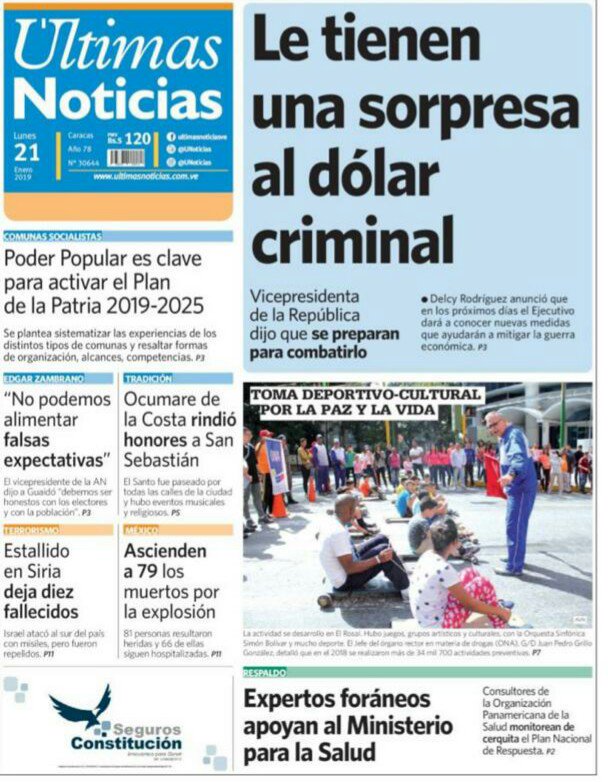 Últimas
Noticias
Lunes
21
Enero
2019
Caracas
Año 78
N° 30644
PMV
Bs.S 120
ultimasnoticiasve
@UNoticias
@UNoticias
www.ultimasnoticias.com.ve
Le tienen
una sorpresa
al dólar
criminal
Vicepresidenta
de la República
dijo que se preparan
para combatirlo
● Delcy Rodríguez anunció que
en los próximos días el Ejecutivo
dará a conocer nuevas medidas
que ayudarán a mitigar la guerra
económica. P3
COMUNAS SOCIALISTAS
Poder Popular es clave
para activar el Plan
de la Patria 2019-2025
Se plantea sistematizar las experiencias de los
distintos tipos de comunas y resaltar formas
de organización, alcances, competencias. P3
EDGAR ZAMBRANO
“No podemos
alimentar
falsas
expectativas”
El vicepresidente de la AN
dijo a Guaidó “debemos ser
honestos con los electores
y con la población”. P3
TRADICIÓN
Ocumare de
la Costa rindió
honores a San
Sebastián
El Santo fue paseado por
todas las calles de la ciudad
y hubo eventos musicales
y religiosos. P5
TERRORISMO
Estallido
en Siria
deja diez
fallecidos
Israel atacó al sur del país
con misiles, pero fueron
repelidos. P11
MÉXICO
Ascienden
a 79 los
muertos por
la explosión
81 personas resultaron
heridas y 66 de ellas
siguen hospitalizadas. P11
TOMA DEPORTIVO-CULTURAL
POR LA PAZ Y LA VIDA
La actividad se desarrolló en El Rosal. Hubo juegos, grupos artísticos y culturales, con la Orquesta Sinfónica
Simón Bolívar y mucho deporte. El Jefe del órgano rector en materia de drogas (ONA), G/D Juan Pedro Grillo
González, detalló que en el 2018 se realizaron más de 34 mil 700 actividades preventivas. P7
RESPALDO
Expertos foráneos
apoyan al Ministerio
para la Salud
Consultores de
la Organización
Panamericana de la
Salud monitorean de
cerquita el Plan Nacional
de Respuesta. P2
Seguros
Constitución